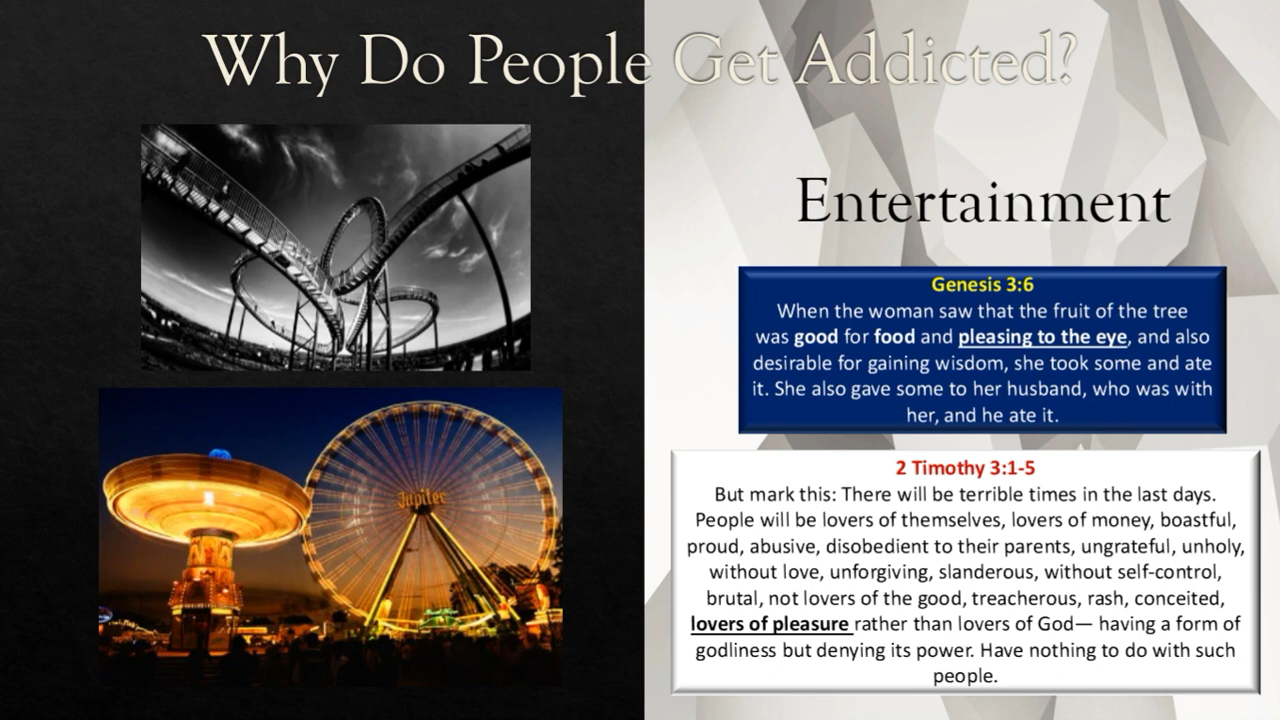 Why Do People Get Addicted?
Entertainment
Genesis 3:6
When the woman saw that the fruit of the tree
was good for food and pleasing to the eye, and also
desirable for gaining wisdom, she took some and ate
it. She also gave some to her husband, who was with
her, and he ate it.
2 Timothy 3:1-5
But mark this: There will be terrible times in the last days.
People will be lovers of themselves, lovers of money, boastful,
proud, abusive, disobedient to their parents, ungrateful, unholy,
without love, unforgiving, slanderous, without self-control,
brutal, not lovers of the good, treacherous, rash, conceited,
lovers of pleasure rather than lovers of God— having a form of
godliness but denying its power. Have nothing to do with such
people.
Jupiter